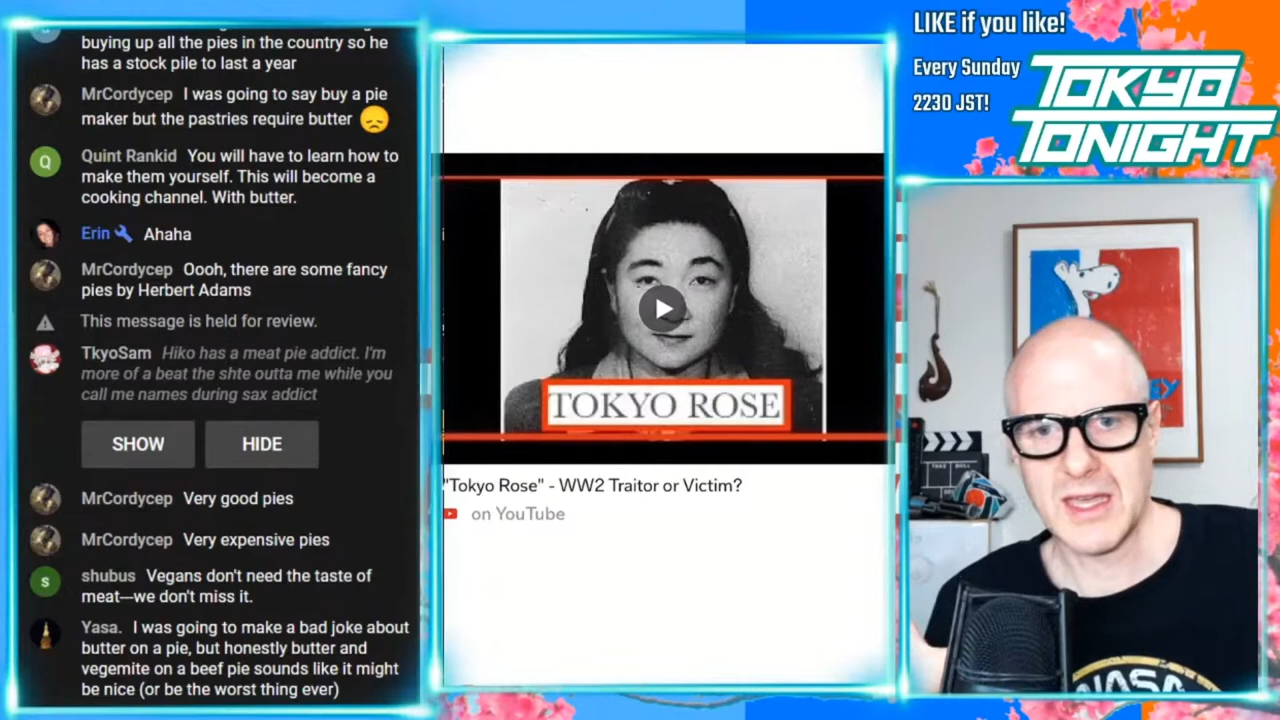 buying up all the pies in the country so he
has a stock pile to last a year
MrCordycep I was going to say buy a pie
maker but the pastries require butter
Q
Quint Rankid You will have to learn how to
make them yourself. This will become a
cooking channel. With butter.
Erin Ahaha
MrCordycep Oooh, there are some fancy
pies by Herbert Adams
This message is held for review.
TkyoSam Hiko has a meat pie addict. I'm
more of a beat the shte outta me while you
call me names during sax addict
SHOW HIDE
MrCordycep Very good pies
MrCordycep Very expensive pies
s
shubus Vegans don't need the taste of
meat—we don't miss it.
Yasa. I was going to make a bad joke about
butter on a pie, but honestly butter and
vegemite on a beef pie sounds like it might
be nice (or be the worst thing ever)
TOKYO ROSE
"Tokyo Rose" - WW2 Traitor or Victim?
on YouTube
LIKE if you like!
Every Sunday
2230 JST!
TOKYO
TONIGHT
NASA